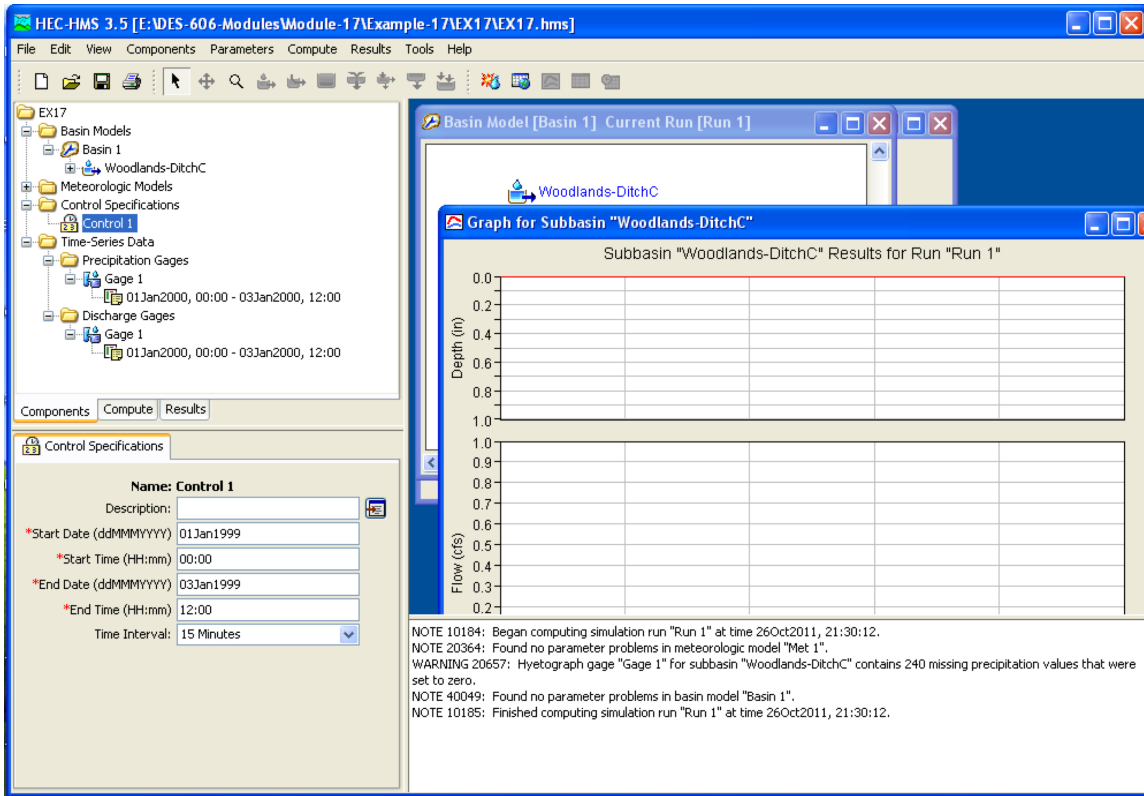 HEC-HMS 3.5 [E:\DES-606-Modules\Module-17\Example-17\EX17\EX17.hms]
File Edit View Components Parameters Compute Results Tools Help
EX17
Basin Models
Basin 1
Woodlands-DitchC
Meteorologic Models
Control Specifications
Control 1
Time-Series Data
Precipitation Gages
Gage 1
01Jan2000, 00:00 - 03Jan2000, 12:00
Discharge Gages
Gage 1
01Jan2000, 00:00 - 03Jan2000, 12:00
Components Compute Results
Control Specifications
Name: Control 1
Description:
*Start Date (ddMMMYYYY) 01Jan1999
*Start Time (HH:mm) 00:00
*End Date (ddMMMYYYY) 03Jan1999
*End Time (HH:mm) 12:00
Time Interval: 15 Minutes
Basin Model [Basin 1] Current Run [Run 1]
Woodlands-DitchC
Graph for Subbasin "Woodlands-DitchC"
Subbasin "Woodlands-DitchC" Results for Run "Run 1"
Depth (in)
0.0
0.2
0.4
0.6
0.8
1.0
Flow (cfs)
1.0
0.9
0.8
0.7
0.6
0.5
0.4
0.3
0.2
NOTE 10184: Began computing simulation run "Run 1" at time 26Oct2011, 21:30:12.
NOTE 20364: Found no parameter problems in meteorologic model "Met 1".
WARNING 20657: Hyetograph gage "Gage 1" for subbasin "Woodlands-DitchC" contains 240 missing precipitation values that were
set to zero.
NOTE 40049: Found no parameter problems in basin model "Basin 1".
NOTE 10185: Finished computing simulation run "Run 1" at time 26Oct2011, 21:30:12.